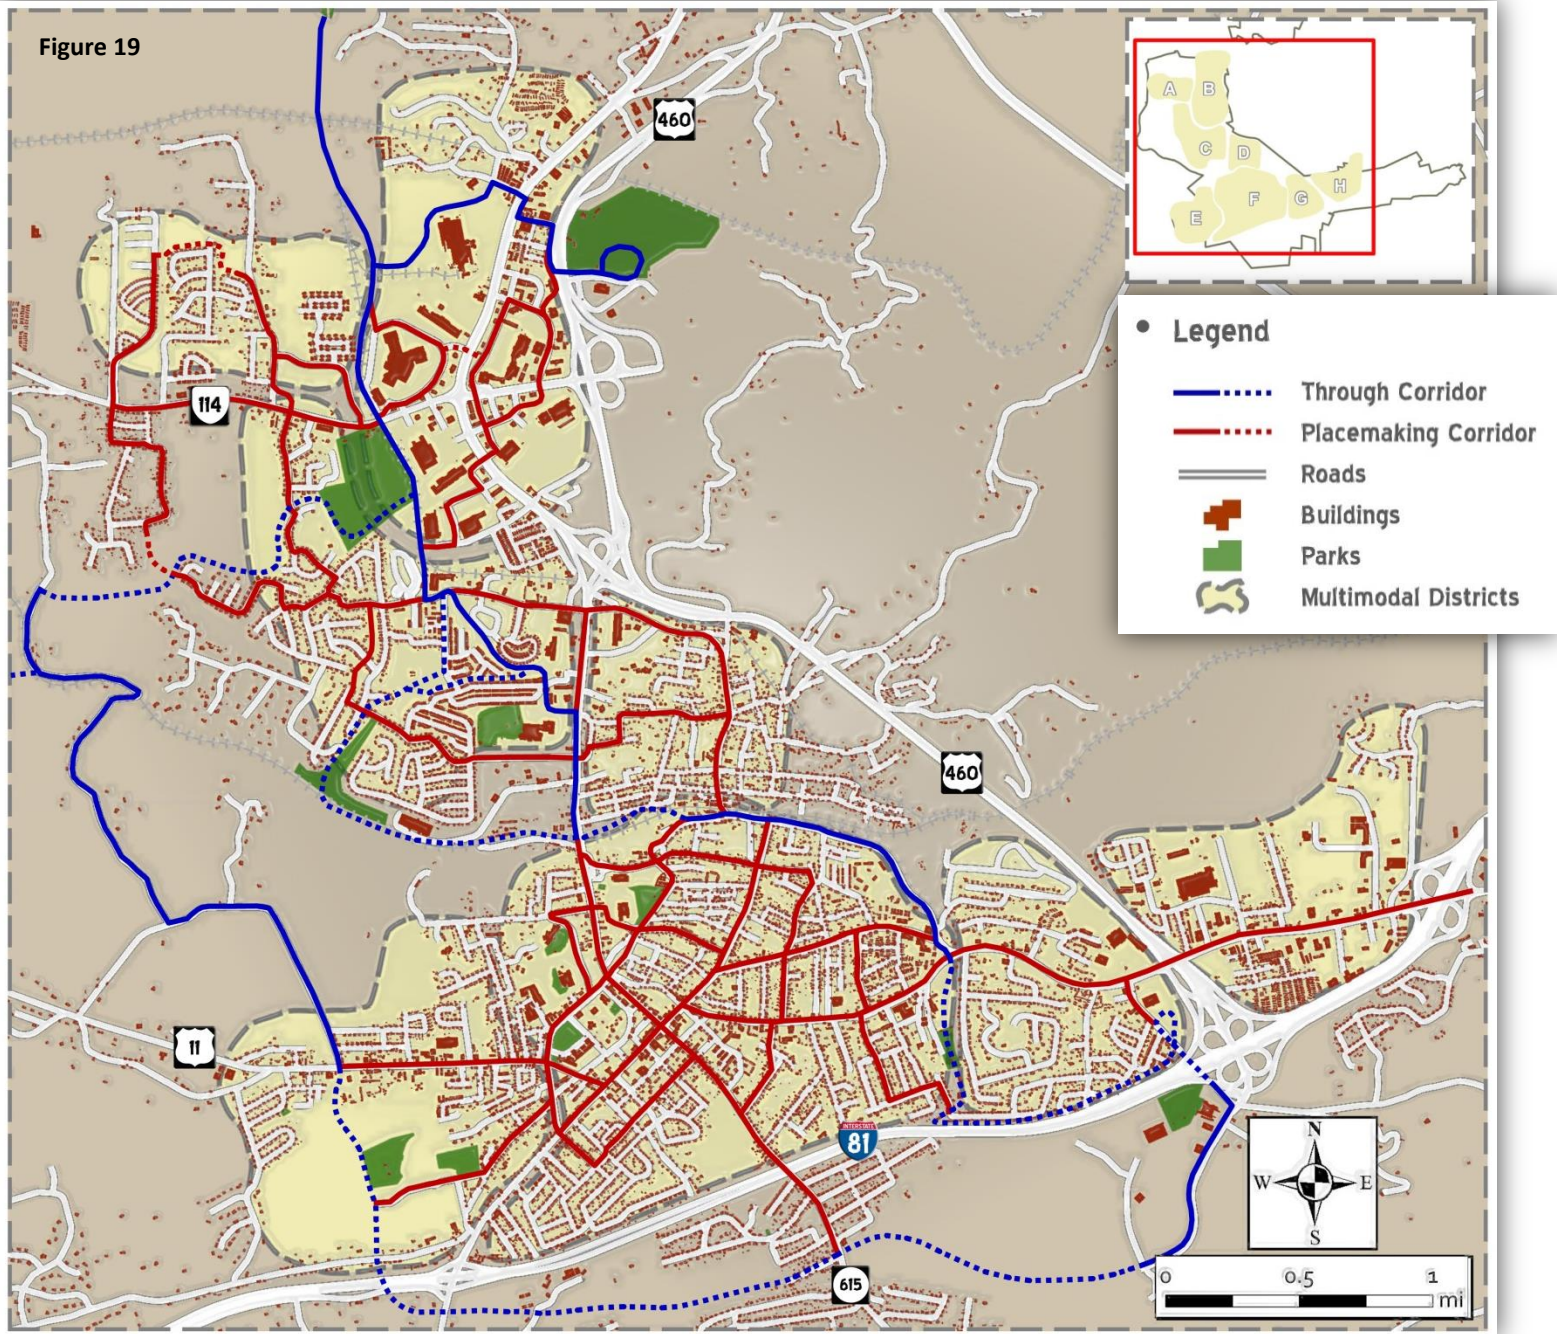 Figure 19
460
A
B
C
D
E
F
G
H
• Legend
Through Corridor
Placemaking Corridor
Roads
Buildings
Parks
Multimodal Districts
114
460
11
INTERSTATE
81
615
N
W
E
S
0
0.5
1
mi